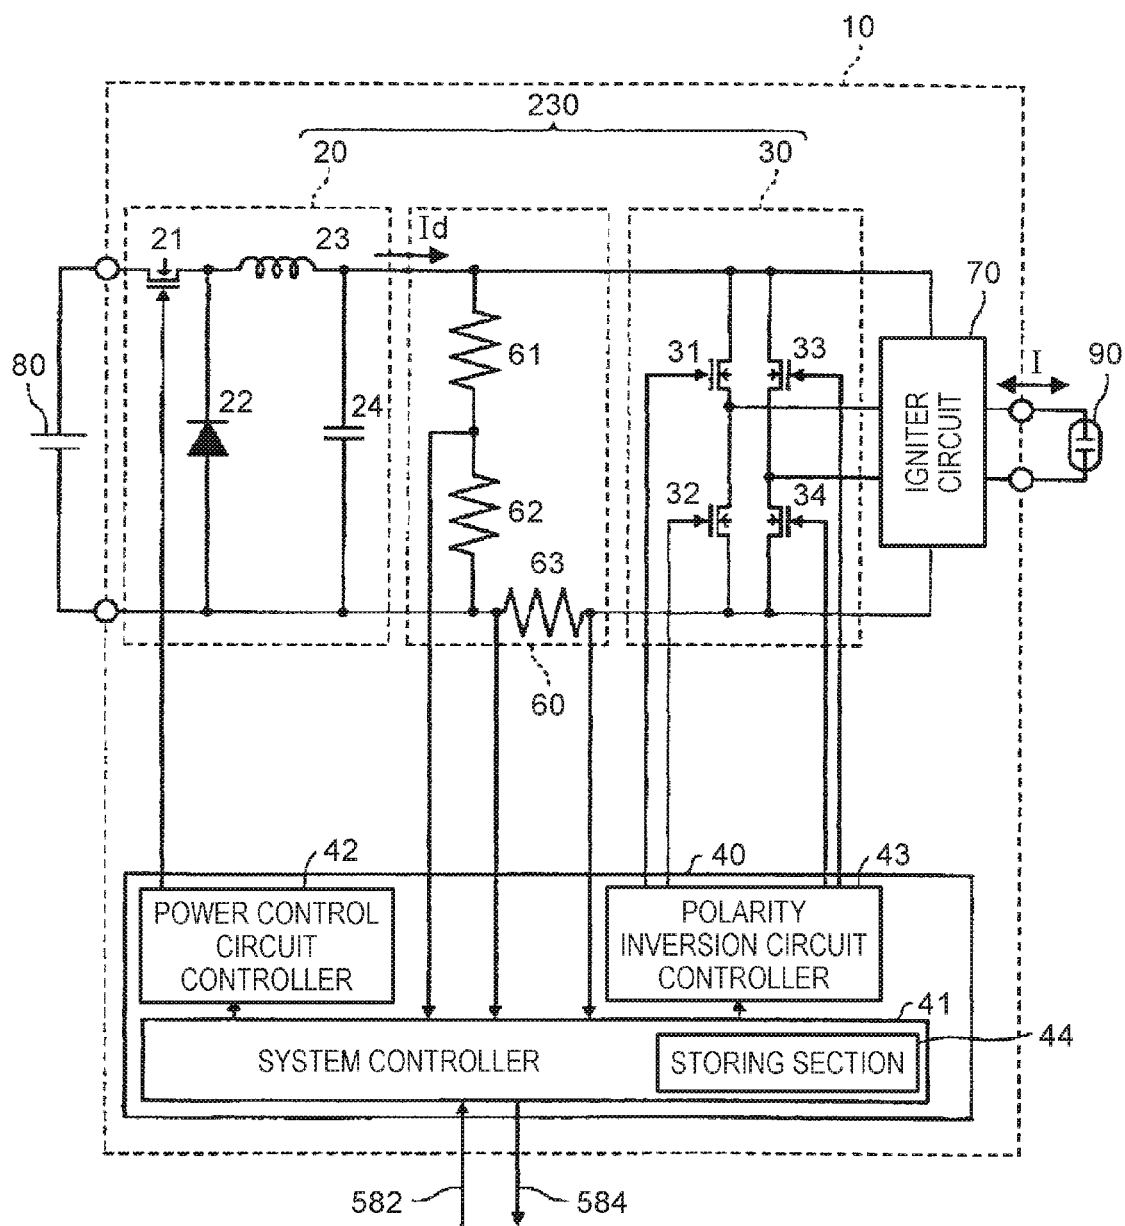 10
230
20
30
21
23
Id
70
61
31
33
I
90
80
22
24
IGNITER
CIRCUIT
62
32
34
63
60
42
40
43
POWER CONTROL
CIRCUIT
CONTROLLER
POLARITY
INVERSION CIRCUIT
CONTROLLER
41
SYSTEM CONTROLLER
STORING SECTION
44
582
584